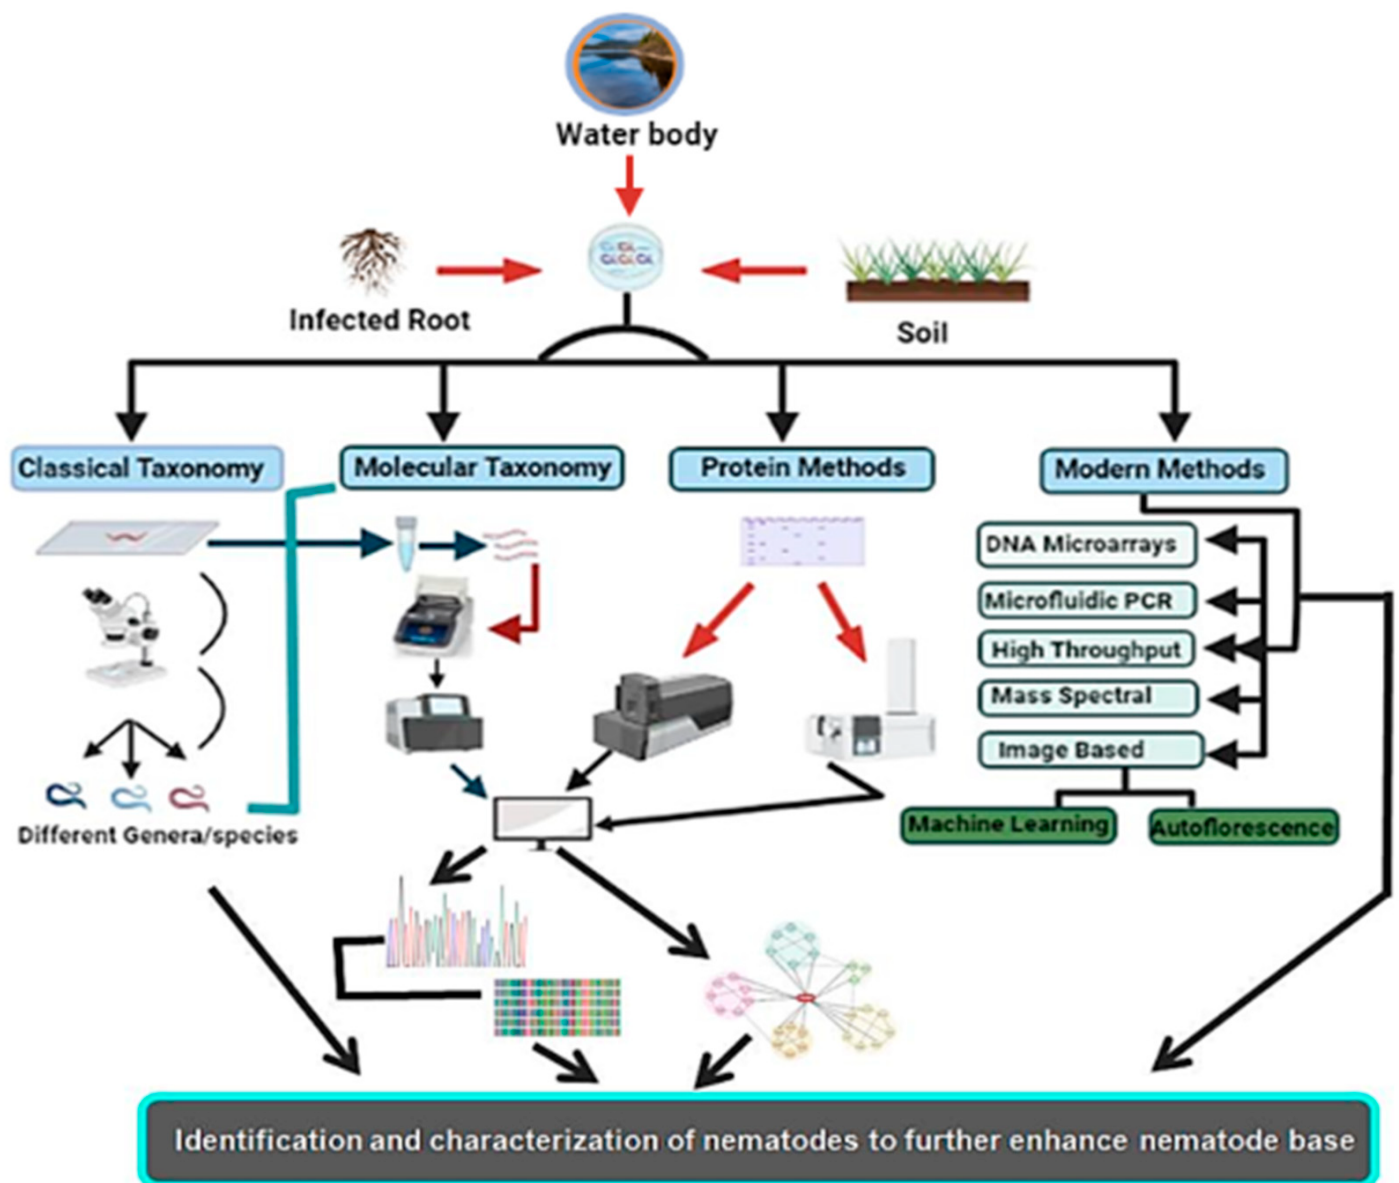 Water body
Infected Root
Soil
Classical Taxonomy
Molecular Taxonomy
Protein Methods
Modern Methods
DNA Microarrays
Microfluidic PCR
High Throughput
Mass Spectral
Image Based
Machine Learning
Autoflorescence
Different Genera/species
Identification and characterization of nematodes to further enhance nematode base